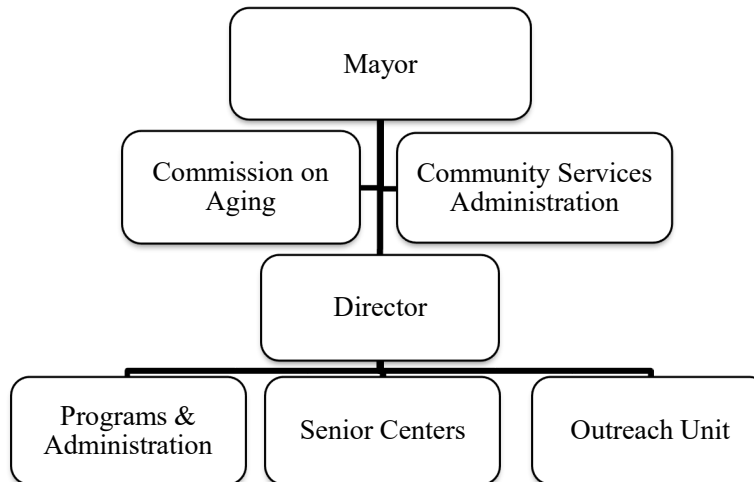 Mayor
Commission on
Aging
Community Services
Administration
Director
Programs &
Administration
Senior Centers
Outreach Unit